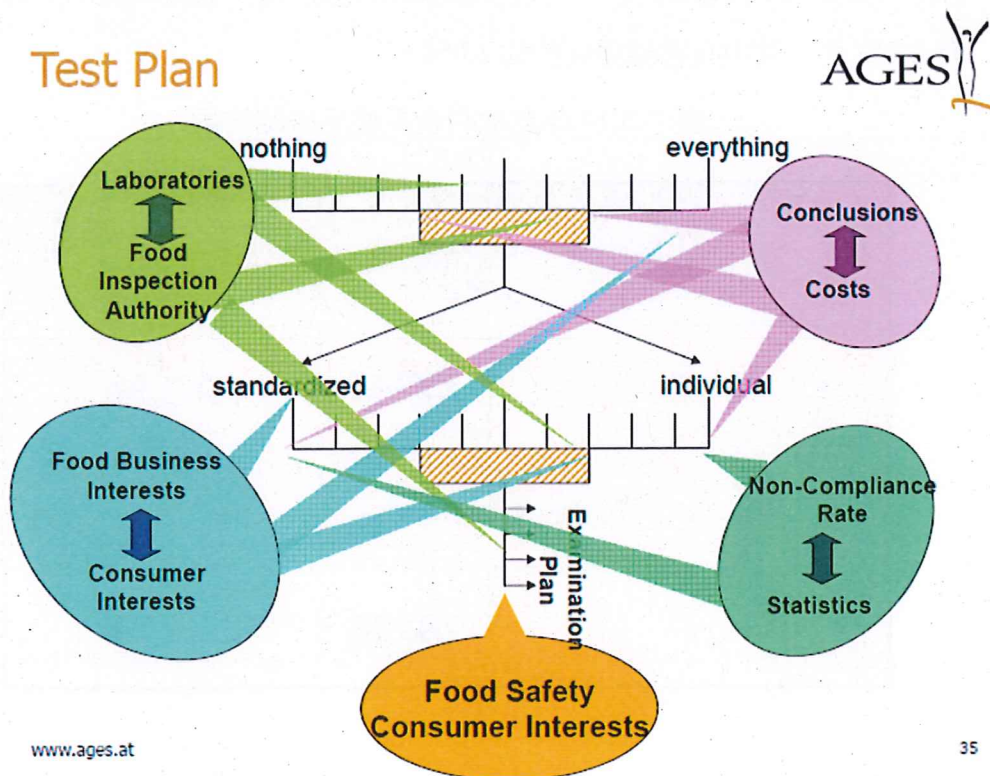 Test Plan
AGES
nothing
everything
Laboratories
Food
Inspection
Authority
Conclusions
Costs
standardized
individual
Food Business
Interests
Consumer
Interests
Non-Compliance
Rate
Statistics
Examination
Plan
Food Safety
Consumer Interests
www.ages.at
35